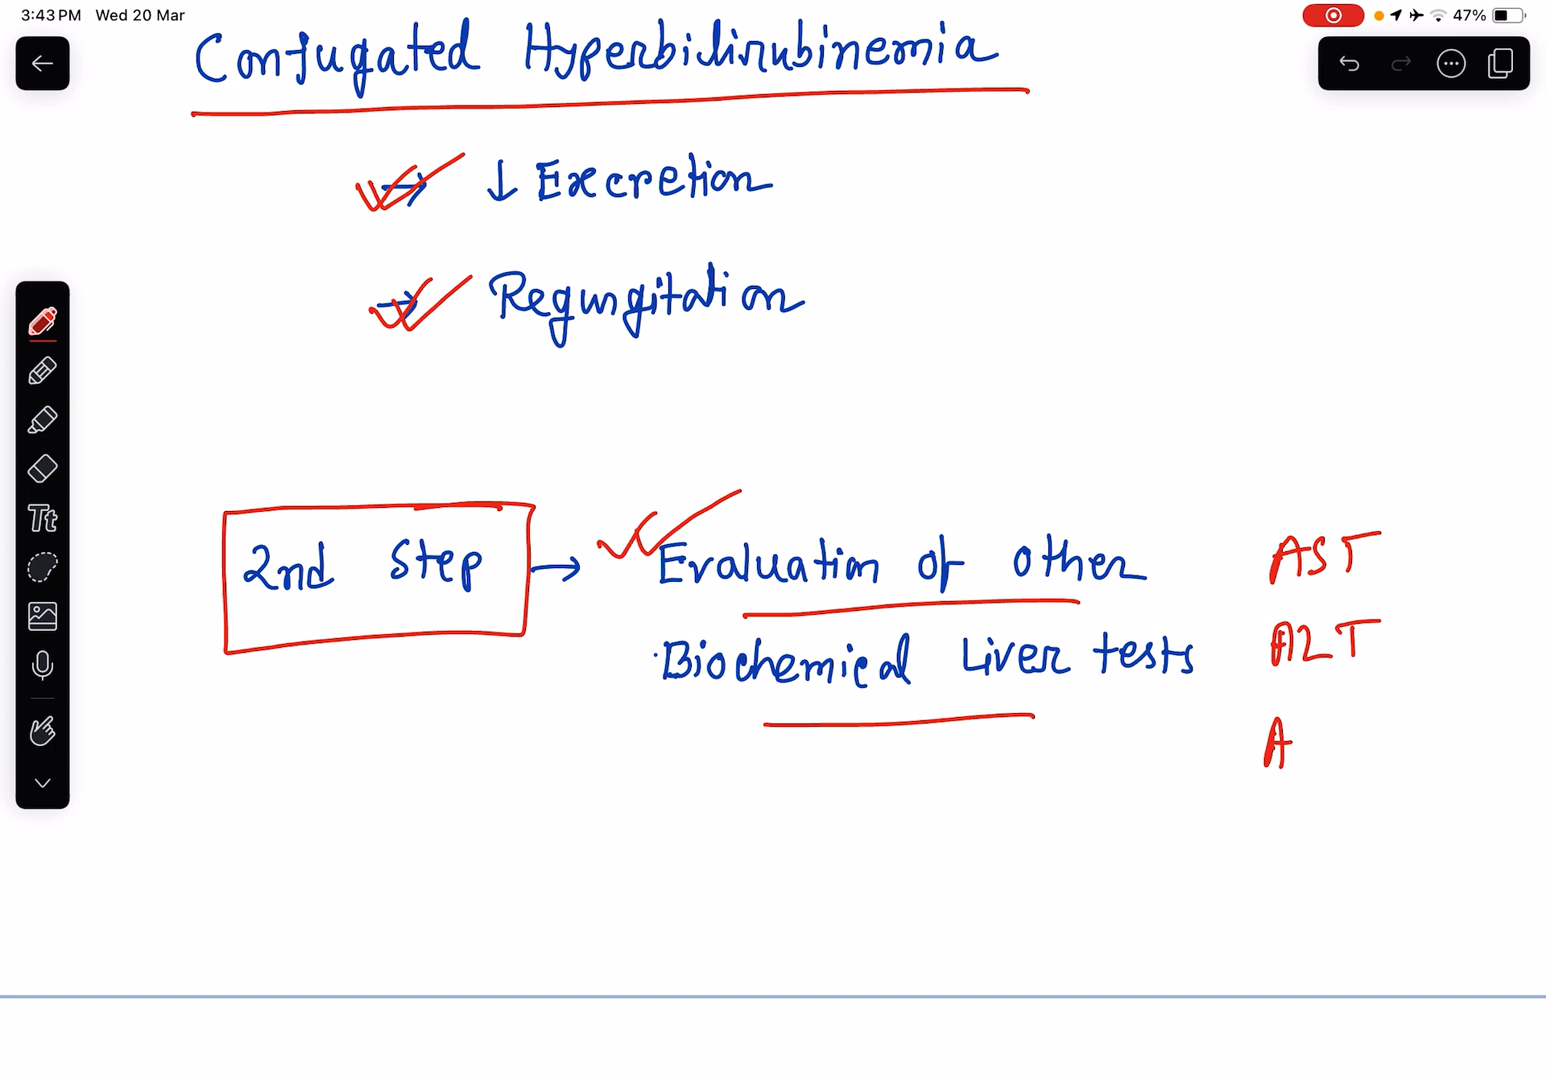 3:43 PM Wed 20 Mar
47%
Conjugated Hyperbilirubinemia
→ ↓ Excretion
→ Regurgitation
Tt
2nd Step → Evaluation of other
Biochemical Liver tests
AST
ALT
A